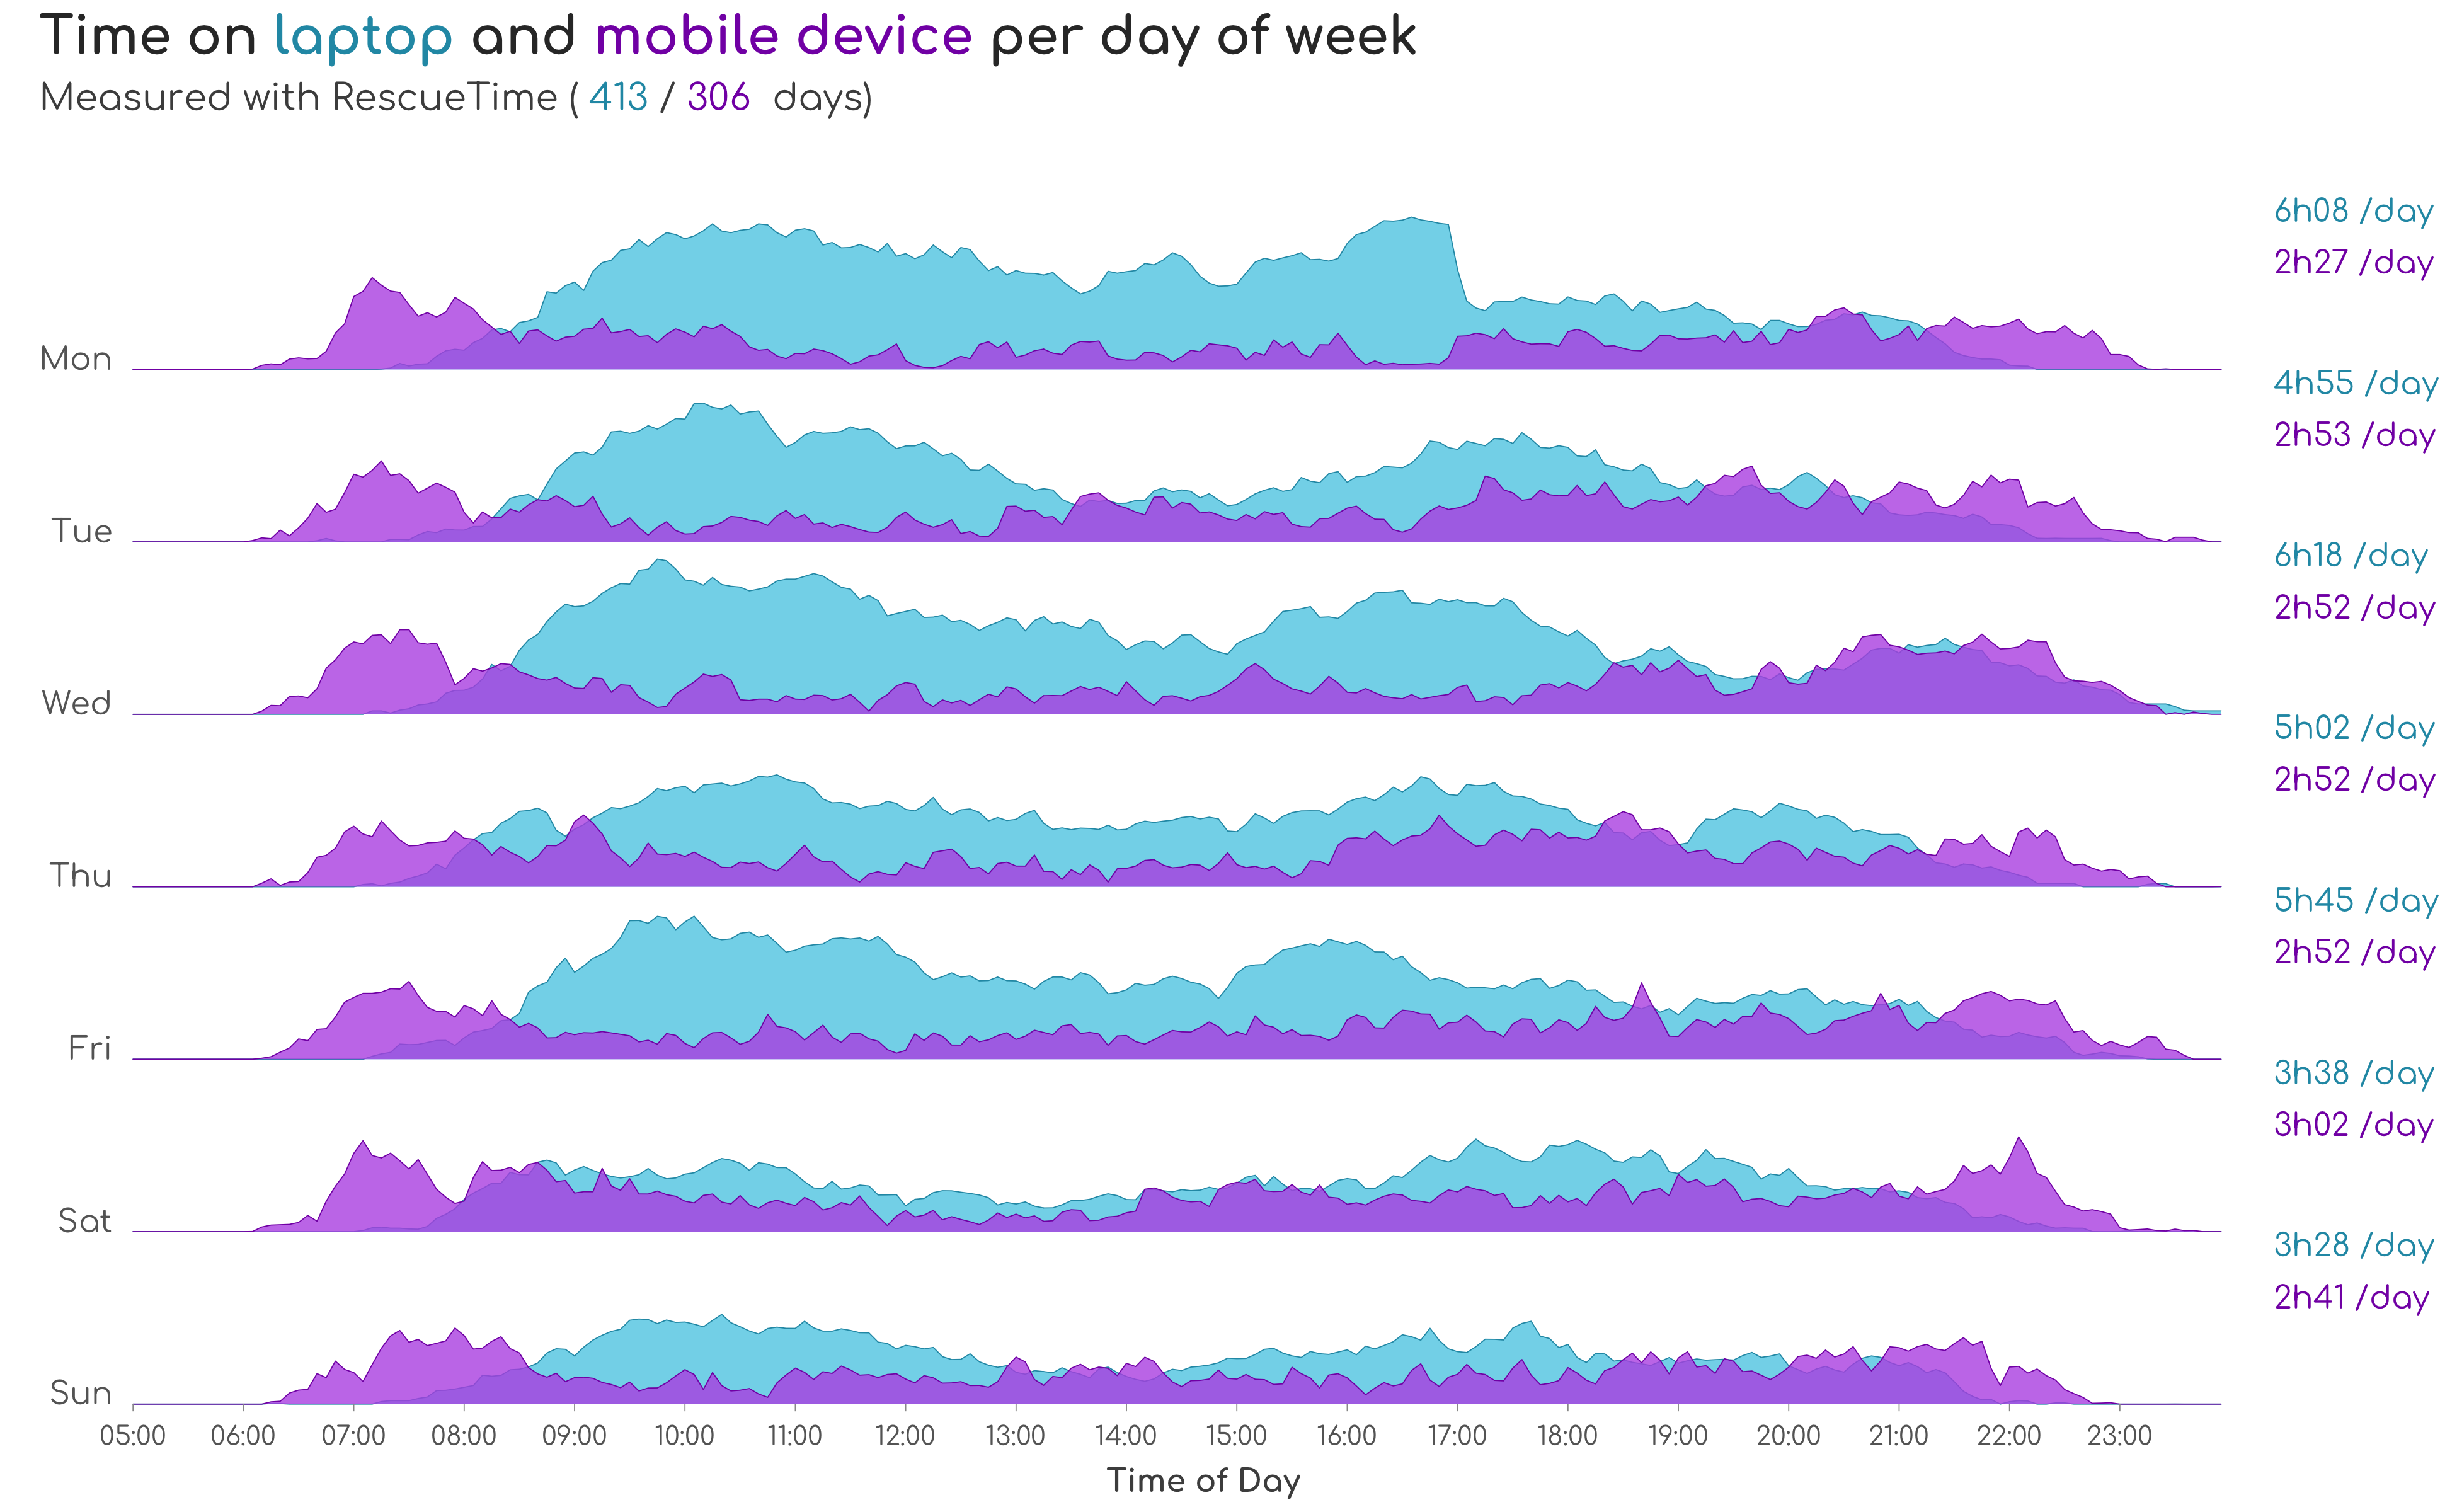 Time on laptop and mobile device per day of week
Measured with RescueTime ( 413 / 306 days)
6h08 /day
2h27 /day
Mon
4h55 /day
2h53 /day
Tue
6h18 /day
2h52 /day
Wed
5h02 /day
2h52 /day
Thu
5h45 /day
2h52 /day
Fri
3h38 /day
3h02 /day
Sat
3h28 /day
2h41 /day
Sun
05:00 06:00 07:00 08:00 09:00 10:00 11:00 12:00 13:00 14:00 15:00 16:00 17:00 18:00 19:00 20:00 21:00 22:00 23:00
Time of Day